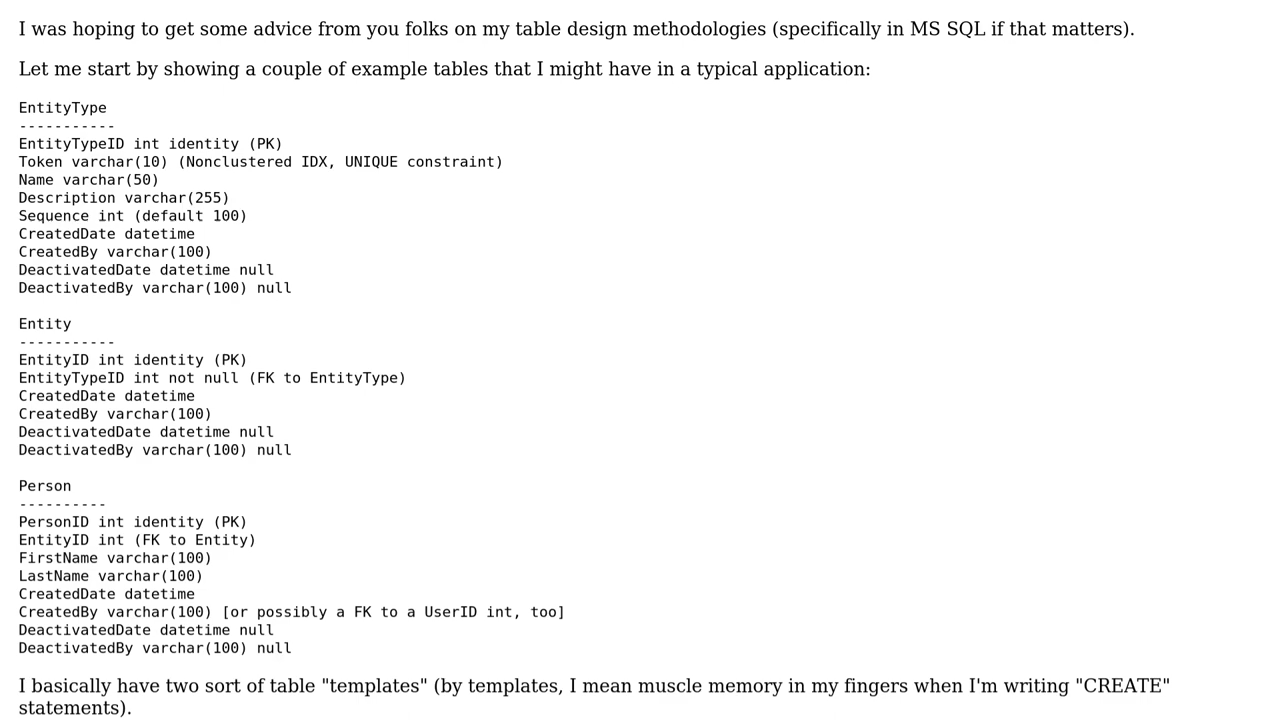 I was hoping to get some advice from you folks on my table design methodologies (specifically in MS SQL if that matters).
Let me start by showing a couple of example tables that I might have in a typical application:
EntityType
-----------
EntityTypeID int identity (PK)
Token varchar(10) (Nonclustered IDX, UNIQUE constraint)
Name varchar(50)
Description varchar(255)
Sequence int (default 100)
CreatedDate datetime
CreatedBy varchar(100)
DeactivatedDate datetime null
DeactivatedBy varchar(100) null
Entity
-----------
EntityID int identity (PK)
EntityTypeID int not null (FK to EntityType)
CreatedDate datetime
CreatedBy varchar(100)
DeactivatedDate datetime null
DeactivatedBy varchar(100) null
Person
----------
PersonID int identity (PK)
EntityID int (FK to Entity)
FirstName varchar(100)
LastName varchar(100)
CreatedDate datetime
CreatedBy varchar(100) [or possibly a FK to a UserID int, too]
DeactivatedDate datetime null
DeactivatedBy varchar(100) null
I basically have two sort of table "templates" (by templates, I mean muscle memory in my fingers when I'm writing "CREATE"
statements).